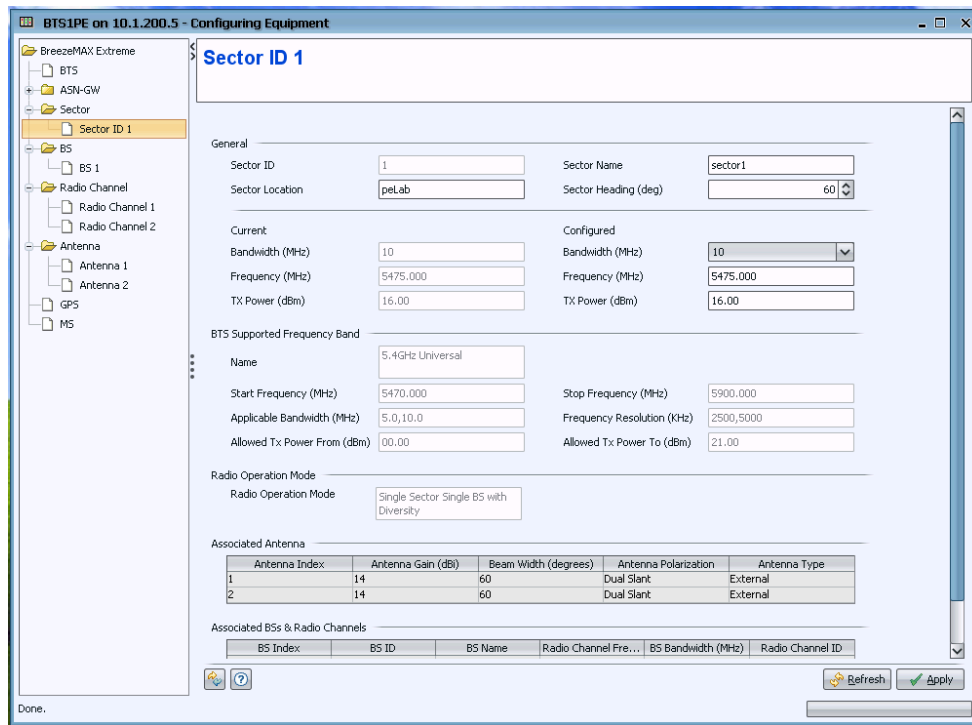 BTS1PE on 10.1.200.5 - Configuring Equipment
BreezeMAX Extreme
BTS
ASN-GW
Sector
Sector ID 1
BS
BS 1
Radio Channel
Radio Channel 1
Radio Channel 2
Antenna
Antenna 1
Antenna 2
GPS
MS
Sector ID 1
General
Sector ID 1 Sector Name sector1
Sector Location peLab Sector Heading (deg) 60
Current Configured
Bandwidth (MHz) 10 Bandwidth (MHz) 10
Frequency (MHz) 5475.000 Frequency (MHz) 5475.000
TX Power (dBm) 16.00 TX Power (dBm) 16.00
BTS Supported Frequency Band
Name 5.4GHz Universal
Start Frequency (MHz) 5470.000 Stop Frequency (MHz) 5900.000
Applicable Bandwidth (MHz) 5.0,10.0 Frequency Resolution (KHz) 2500,5000
Allowed Tx Power From (dBm) 00.00 Allowed Tx Power To (dBm) 21.00
Radio Operation Mode
Radio Operation Mode Single Sector Single BS with
Diversity
Associated Antenna
Antenna Index Antenna Gain (dBi) Beam Width (degrees) Antenna Polarization Antenna Type
1 14 60 Dual Slant External
2 14 60 Dual Slant External
Associated BSs & Radio Channels
BS Index BS ID BS Name Radio Channel Fre... BS Bandwidth (MHz) Radio Channel ID
Refresh Apply
Done.